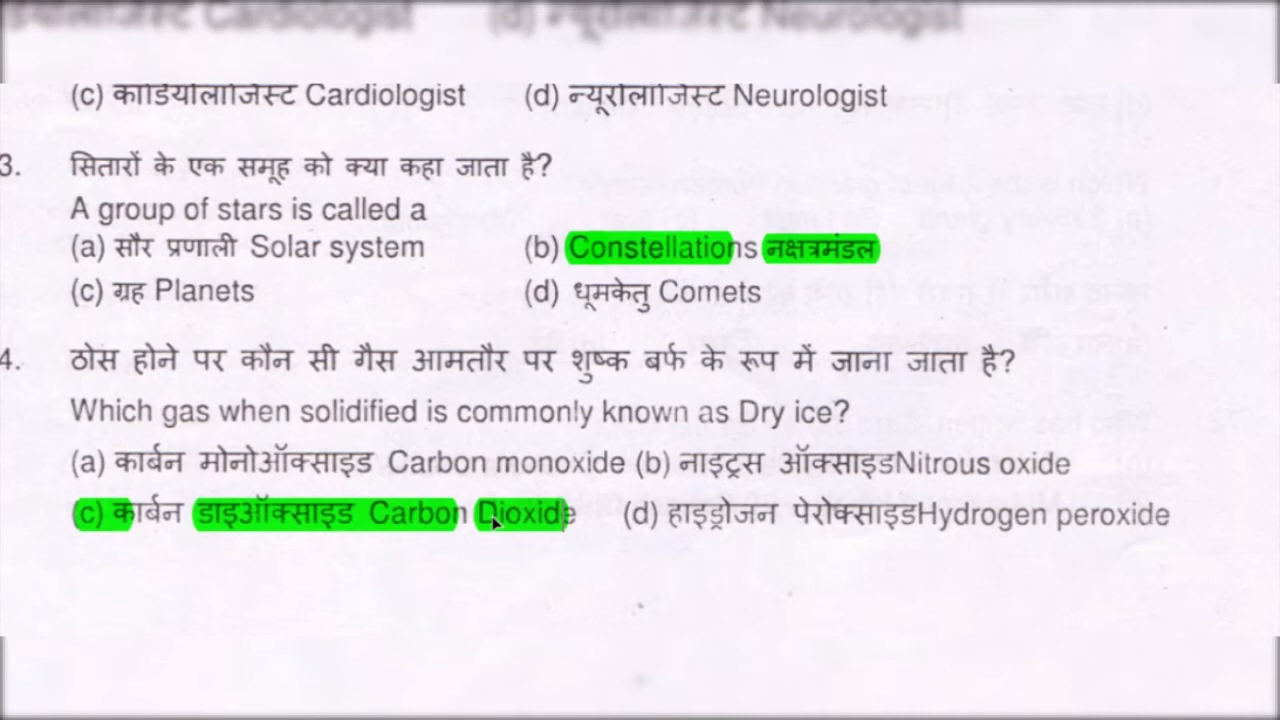 Cardiologist (d) न्यूरोलॉजिस्ट Neurologist
(c) कार्डियोलॉजिस्ट Cardiologist (d) न्यूरोलॉजिस्ट Neurologist
3. सितारों के एक समूह को क्या कहा जाता है?
A group of stars is called a
(a) सौर प्रणाली Solar system (b) Constellations नक्षत्रमंडल
(c) ग्रह Planets (d) धूमकेतु Comets
4. ठोस होने पर कौन सी गैस आमतौर पर शुष्क बर्फ के रूप में जाना जाता है?
Which gas when solidified is commonly known as Dry ice?
(a) कार्बन मोनोऑक्साइड Carbon monoxide (b) नाइट्रस ऑक्साइडNitrous oxide
(c) कार्बन डाइऑक्साइड Carbon Dioxide (d) हाइड्रोजन पेरोक्साइडHydrogen peroxide